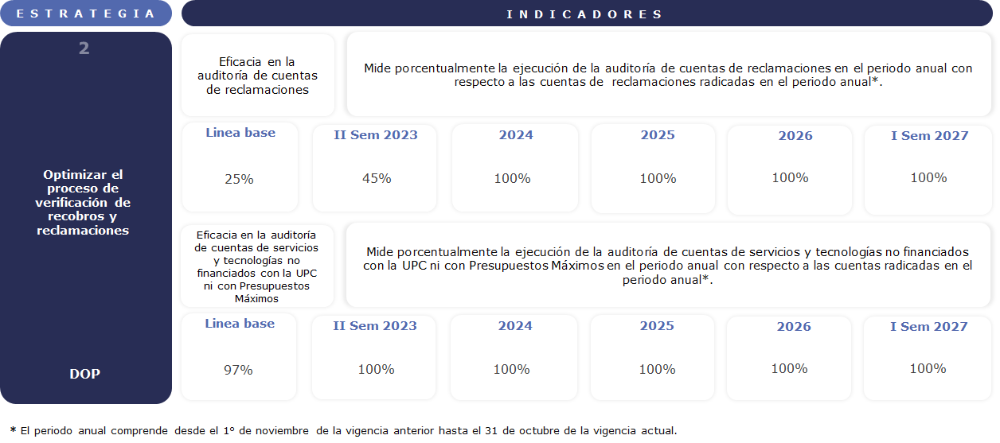 ESTRATEGIA
INDICADORES
2
Optimizar el
proceso de
verificación de
recobros y
reclamaciones
DOP
Eficacia en la
auditoría de cuentas
de reclamaciones
Mide porcentualmente la ejecución de la auditoría de cuentas de reclamaciones en el periodo anual con
respecto a las cuentas de reclamaciones radicadas en el periodo anual*.
Linea base
II Sem 2023
2024
2025
2026
I Sem 2027
25%
45%
100%
100%
100%
100%
Eficacia en la auditoría
de cuentas de servicios
y tecnologías no
financiados con la UPC
ni con Presupuestos
Máximos
Mide porcentualmente la ejecución de la auditoría de cuentas de servicios y tecnologías no financiados
con la UPC ni con Presupuestos Máximos en el periodo anual con respecto a las cuentas radicadas en el
periodo anual*.
Linea base
II Sem 2023
2024
2025
2026
I Sem 2027
97%
100%
100%
100%
100%
100%
* El periodo anual comprende desde el 1° de noviembre de la vigencia anterior hasta el 31 de octubre de la vigencia actual.